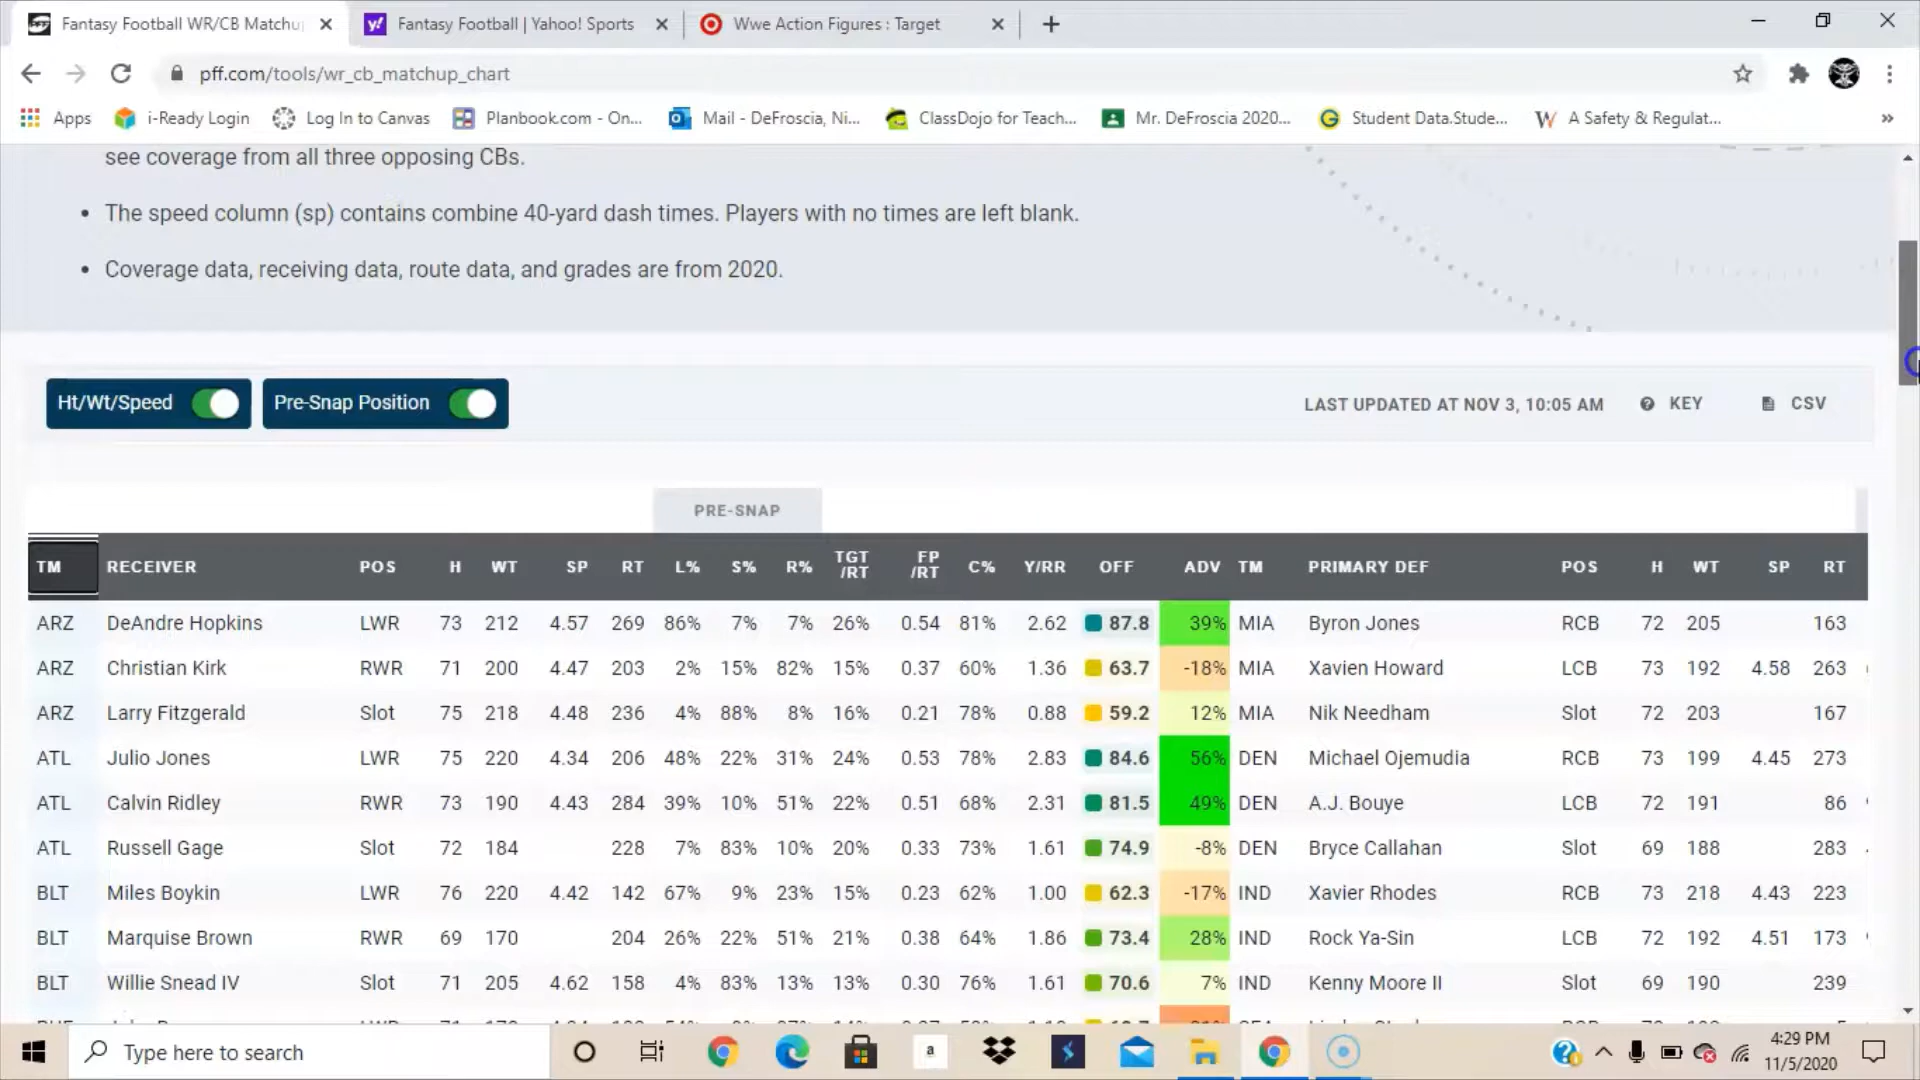 Fantasy Football WR/CB Matchup
Fantasy Football | Yahoo! Sports
Wwe Action Figures : Target
pff.com/tools/wr_cb_matchup_chart
Apps i-Ready Login Log In to Canvas Planbook.com - On... Mail - DeFroscia, Ni... ClassDojo for Teach... Mr. DeFroscia 2020... Student Data.Stude... A Safety & Regulat... »
see coverage from all three opposing CBs.
• The speed column (sp) contains combine 40-yard dash times. Players with no times are left blank.
• Coverage data, receiving data, route data, and grades are from 2020.
Ht/Wt/Speed Pre-Snap Position LAST UPDATED AT NOV 3, 10:05 AM KEY CSV
PRE-SNAP
TM RECEIVER POS H WT SP RT L% S% R% TGT /RT FP /RT C% Y/RR OFF ADV TM PRIMARY DEF POS H WT SP RT
ARZ DeAndre Hopkins LWR 73 212 4.57 269 86% 7% 7% 26% 0.54 81% 2.62 87.8 39% MIA Byron Jones RCB 72 205 163
ARZ Christian Kirk RWR 71 200 4.47 203 2% 15% 82% 15% 0.37 60% 1.36 63.7 -18% MIA Xavien Howard LCB 73 192 4.58 263
ARZ Larry Fitzgerald Slot 75 218 4.48 236 4% 88% 8% 16% 0.21 78% 0.88 59.2 12% MIA Nik Needham Slot 72 203 167
ATL Julio Jones LWR 75 220 4.34 206 48% 22% 31% 24% 0.53 78% 2.83 84.6 56% DEN Michael Ojemudia RCB 73 199 4.45 273
ATL Calvin Ridley RWR 73 190 4.43 284 39% 10% 51% 22% 0.51 68% 2.31 81.5 49% DEN A.J. Bouye LCB 72 191 86
ATL Russell Gage Slot 72 184 228 7% 83% 10% 20% 0.33 73% 1.61 74.9 -8% DEN Bryce Callahan Slot 69 188 283
BLT Miles Boykin LWR 76 220 4.42 142 67% 9% 23% 15% 0.23 62% 1.00 62.3 -17% IND Xavier Rhodes RCB 73 218 4.43 223
BLT Marquise Brown RWR 69 170 204 26% 22% 51% 21% 0.38 64% 1.86 73.4 28% IND Rock Ya-Sin LCB 72 192 4.51 173
BLT Willie Snead IV Slot 71 205 4.62 158 4% 83% 13% 13% 0.30 76% 1.61 70.6 7% IND Kenny Moore II Slot 69 190 239
Type here to search
4:29 PM
11/5/2020